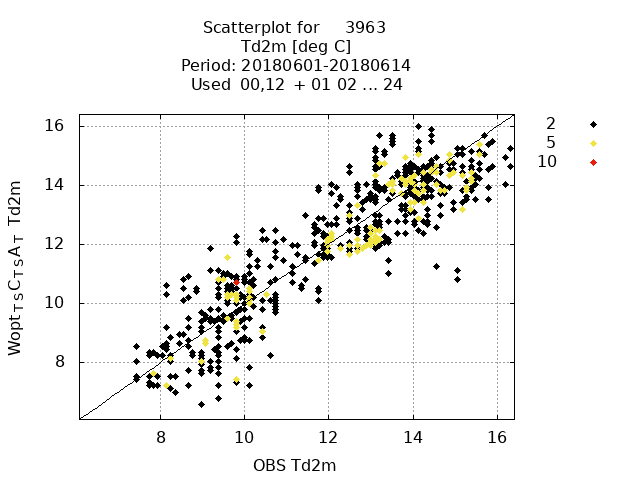 Scatterplot for 3963
Td2m [deg C]
Period: 20180601-20180614
Used 00,12 + 01 02 ... 24
2
5
10
16
14
12
10
8
8 10 12 14 16
OBS Td2m
Wopt_TS C_TS A_T Td2m